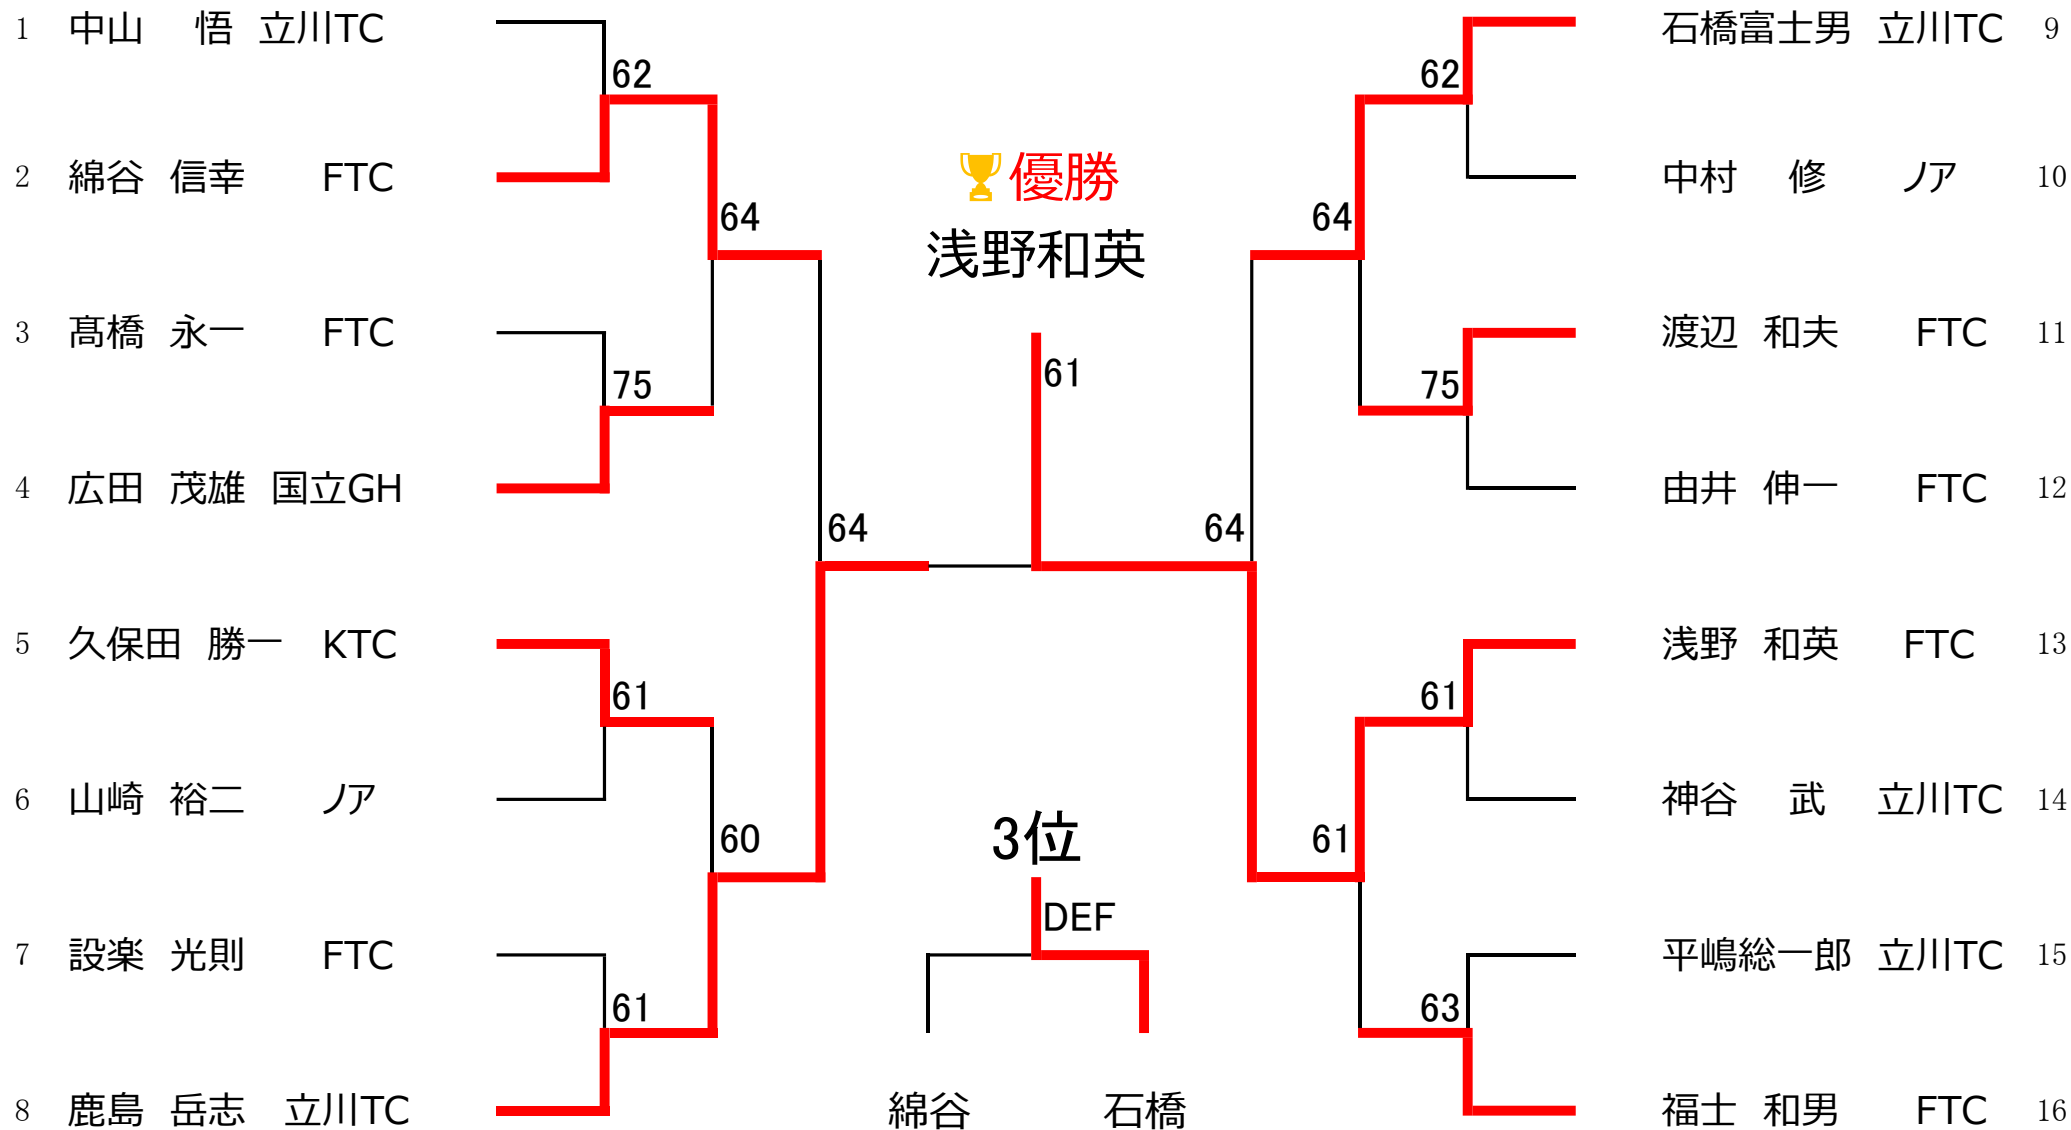 1 中山 悟 立川TC
62
2 綿谷 信幸 FTC
64
3 髙橋 永一 FTC
75
4 広田 茂雄 国立GH
64
5 久保田 勝一 KTC
61
6 山崎 裕二 ノア
60
7 設楽 光則 FTC
61
8 鹿島 岳志 立川TC
優勝
浅野和英
61
3位
DEF
綿谷 石橋
石橋富士男 立川TC 9
62
中村 修 ノア 10
64
渡辺 和夫 FTC 11
75
由井 伸一 FTC 12
64
浅野 和英 FTC 13
61
神谷 武 立川TC 14
61
平嶋総一郎 立川TC 15
63
福士 和男 FTC 16